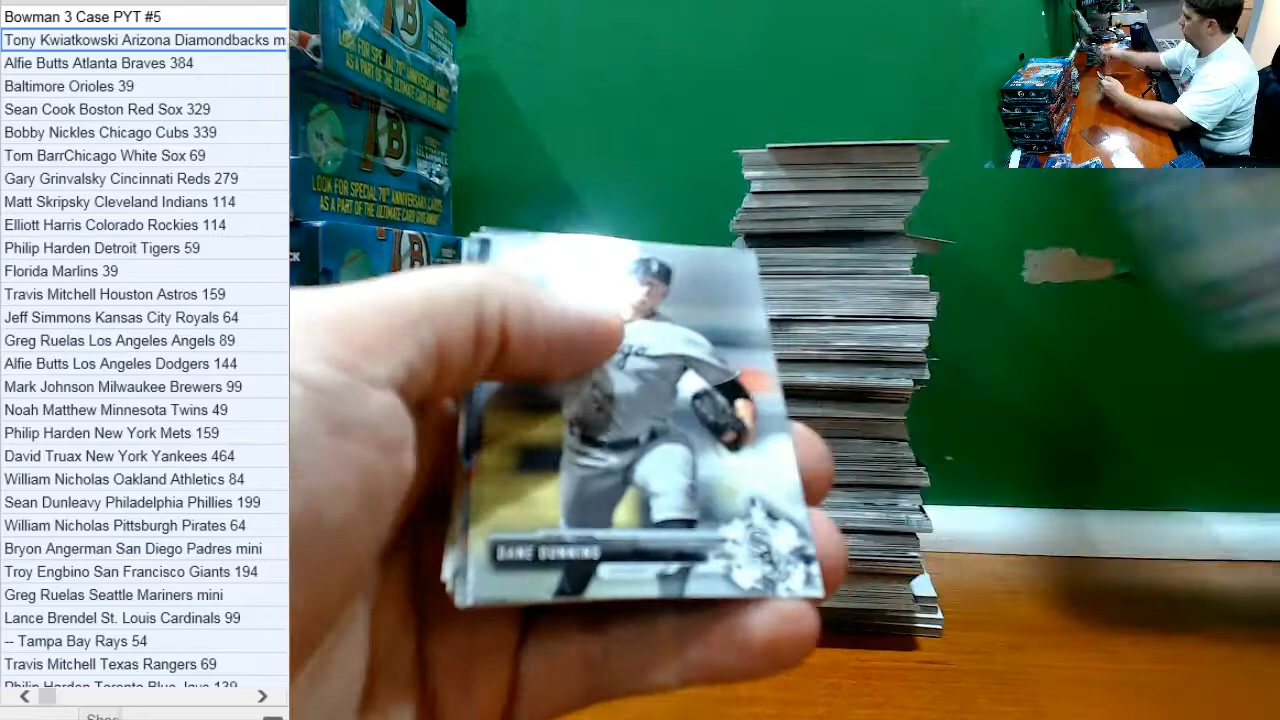 Bowman 3 Case PYT #5
Tony Kwiatkowski Arizona Diamondbacks m
Alfie Butts Atlanta Braves 384
Baltimore Orioles 39
Sean Cook Boston Red Sox 329
Bobby Nickles Chicago Cubs 339
Tom BarrChicago White Sox 69
Gary Grinvalsky Cincinnati Reds 279
Matt Skripsky Cleveland Indians 114
Elliott Harris Colorado Rockies 114
Philip Harden Detroit Tigers 59
Florida Marlins 39
Travis Mitchell Houston Astros 159
Jeff Simmons Kansas City Royals 64
Greg Ruelas Los Angeles Angels 89
Alfie Butts Los Angeles Dodgers 144
Mark Johnson Milwaukee Brewers 99
Noah Matthew Minnesota Twins 49
Philip Harden New York Mets 159
David Truax New York Yankees 464
William Nicholas Oakland Athletics 84
Sean Dunleavy Philadelphia Phillies 199
William Nicholas Pittsburgh Pirates 64
Bryon Angerman San Diego Padres mini
Troy Engbino San Francisco Giants 194
Greg Ruelas Seattle Mariners mini
Lance Brendel St. Louis Cardinals 99
-- Tampa Bay Rays 54
Travis Mitchell Texas Rangers 69
Philip Harden Toronto Blue Jays 139
LOOK FOR SPECIAL 70TH ANNIVERSARY CARDS
AS A PART OF THE ULTIMATE CARD GIVEAWAY
B
LOOK FOR SPECIAL 70TH ANNIVERSARY CARDS
AS A PART OF THE ULTIMATE CARD GIVEAWAY
DANE DUNNING